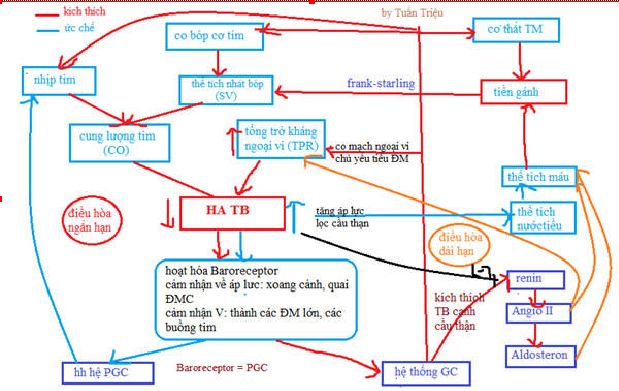 kích thích
ức chế
by Tuấn Triệu
cơ bóp cơ tim
cơ thắt TM
nhịp tim
thể tích nhát bóp
(SV)
frank-starling
tiền gánh
cung lượng tim
(CO)
tổng trở kháng
ngoại vi (TPR)
co mạch ngoại vi
chủ yếu tiểu ĐM
thể tích máu
điều hòa
ngắn hạn
HA TB
tăng áp lực
lọc cầu thận
thể tích
nước tiểu
điều hòa
dài hạn
hoạt hóa Baroreceptor
cảm nhận về áp lực: xoang cảnh, quai
ĐMC
cảm nhận V: thành các ĐM lớn, các
buồng tim
renin
kích thích
TB cạnh
cầu thận
Angio II
Aldosteron
hh hệ PGC
Baroreceptor = PGC
hệ thống GC